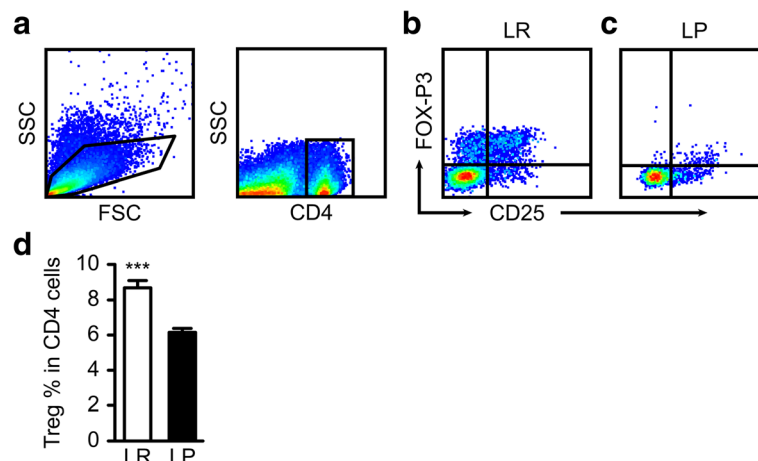 a
SSC
FSC
SSC
CD4
b
LR
FOX-P3
CD25
c
LP
d
Treg % in CD4 cells
10
8
6
4
2
0
***
LR
LP